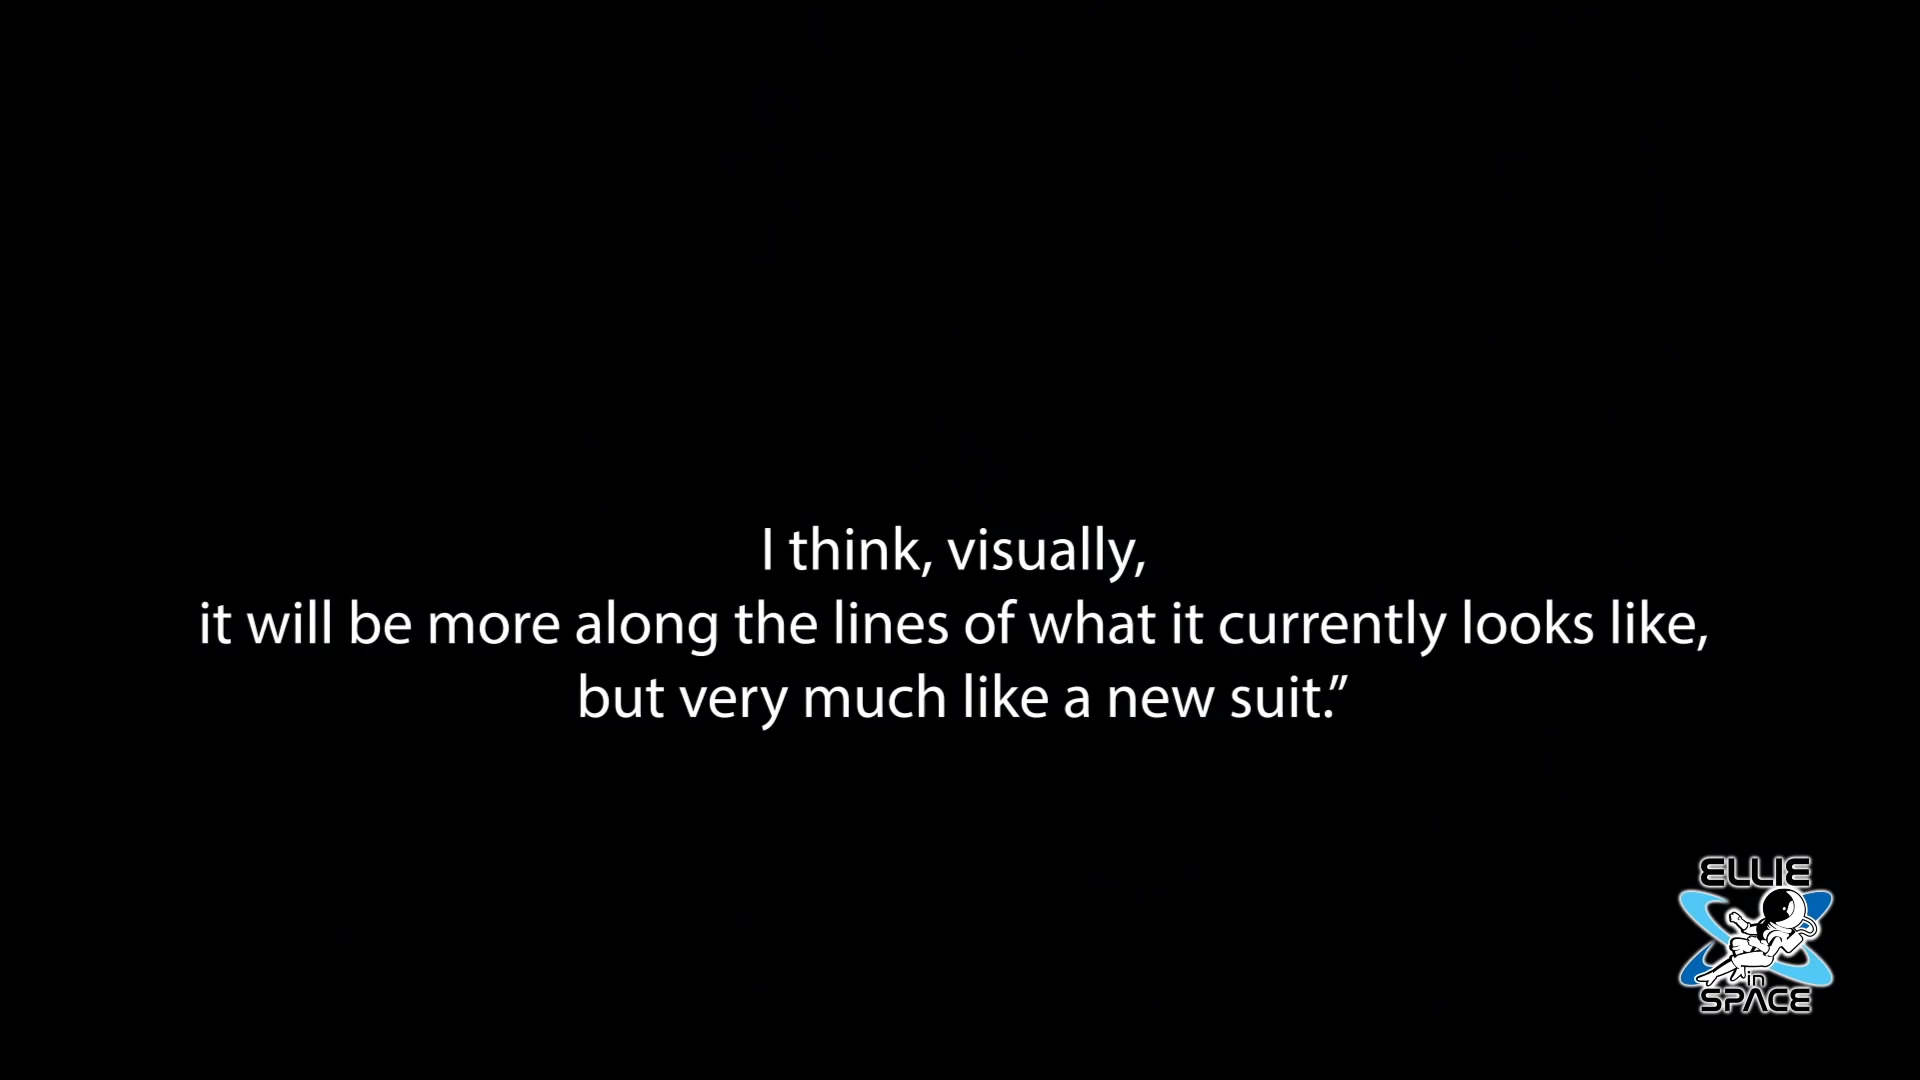 I think, visually,
it will be more along the lines of what it currently looks like,
but very much like a new suit.”
ELLIE
in
SPACE